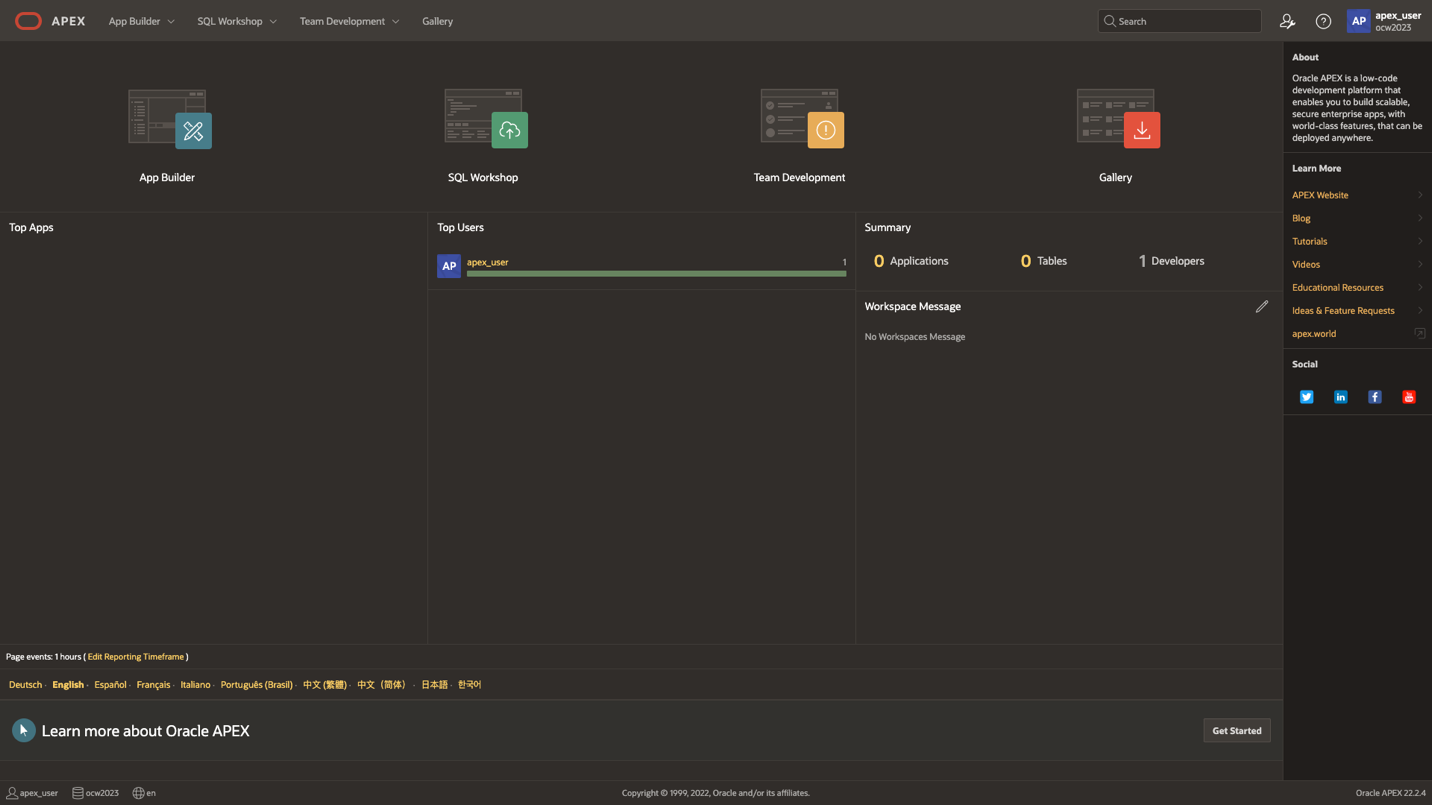 APEX
App Builder
SQL Workshop
Team Development
Gallery
Search
AP
apex_user
ocw2023
App Builder
SQL Workshop
Team Development
Gallery
Top Apps
Top Users
AP
apex_user
1
Summary
0 Applications
0 Tables
1 Developers
Workspace Message
No Workspaces Message
About
Oracle APEX is a low-code
development platform that
enables you to build scalable,
secure enterprise apps, with
world-class features, that can be
deployed anywhere.
Learn More
APEX Website
Blog
Tutorials
Videos
Educational Resources
Ideas & Feature Requests
apex.world
Social
Page events: 1 hours ( Edit Reporting Timeframe )
Deutsch · English · Español · Français · Italiano · Português (Brasil) · 中文 (繁體) · 中文（简体） · 日本語 · 한국어
Learn more about Oracle APEX
Get Started
apex_user
ocw2023
en
Copyright © 1999, 2022, Oracle and/or its affiliates.
Oracle APEX 22.2.4